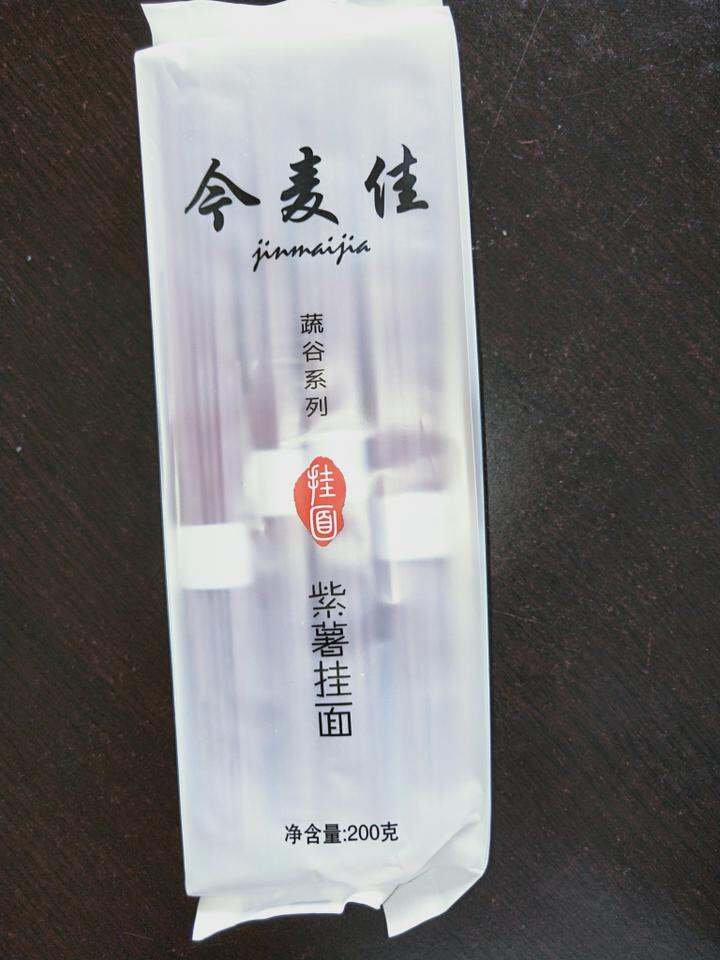 今麦佳
jinmaijia
蔬谷系列
挂面
紫薯挂面
净含量:200克